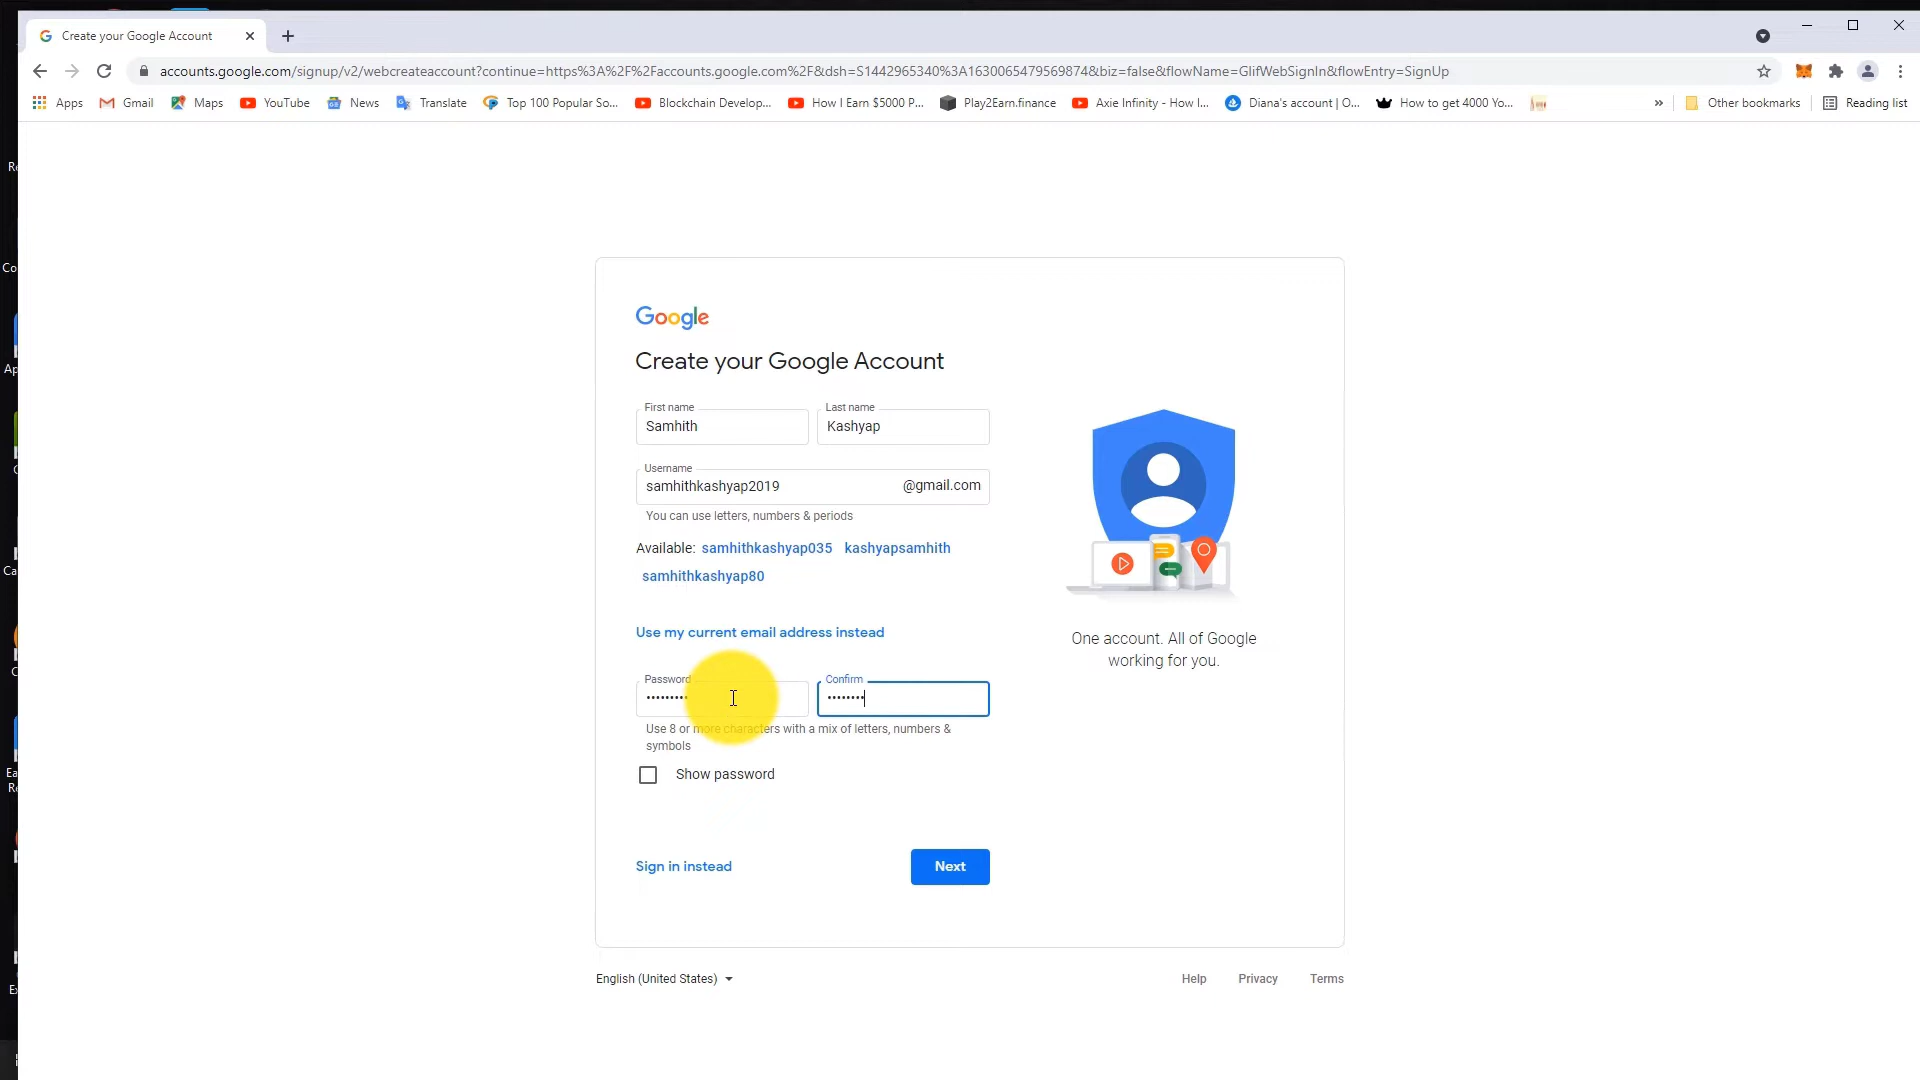 Create your Google Account
accounts.google.com/signup/v2/webcreateaccount?continue=https%3A%2F%2Faccounts.google.com%2F&dsh=S1442965340%3A1630065479569874&biz=false&flowName=GlifWebSignIn&flowEntry=SignUp
Apps Gmail Maps YouTube News Translate Top 100 Popular So... Blockchain Develop... How I Earn $5000 P... Play2Earn.finance Axie Infinity - How I... Diana's account | O... How to get 4000 Yo... » Other bookmarks Reading list
Google
Create your Google Account
First name Last name
Samhith Kashyap
Username
samhithkashyap2019 @gmail.com
You can use letters, numbers & periods
Available: samhithkashyap035 kashyapsamhith
samhithkashyap80
Use my current email address instead
One account. All of Google
working for you.
Password Confirm
Use 8 or more characters with a mix of letters, numbers &
symbols
Show password
Sign in instead Next
English (United States) Help Privacy Terms